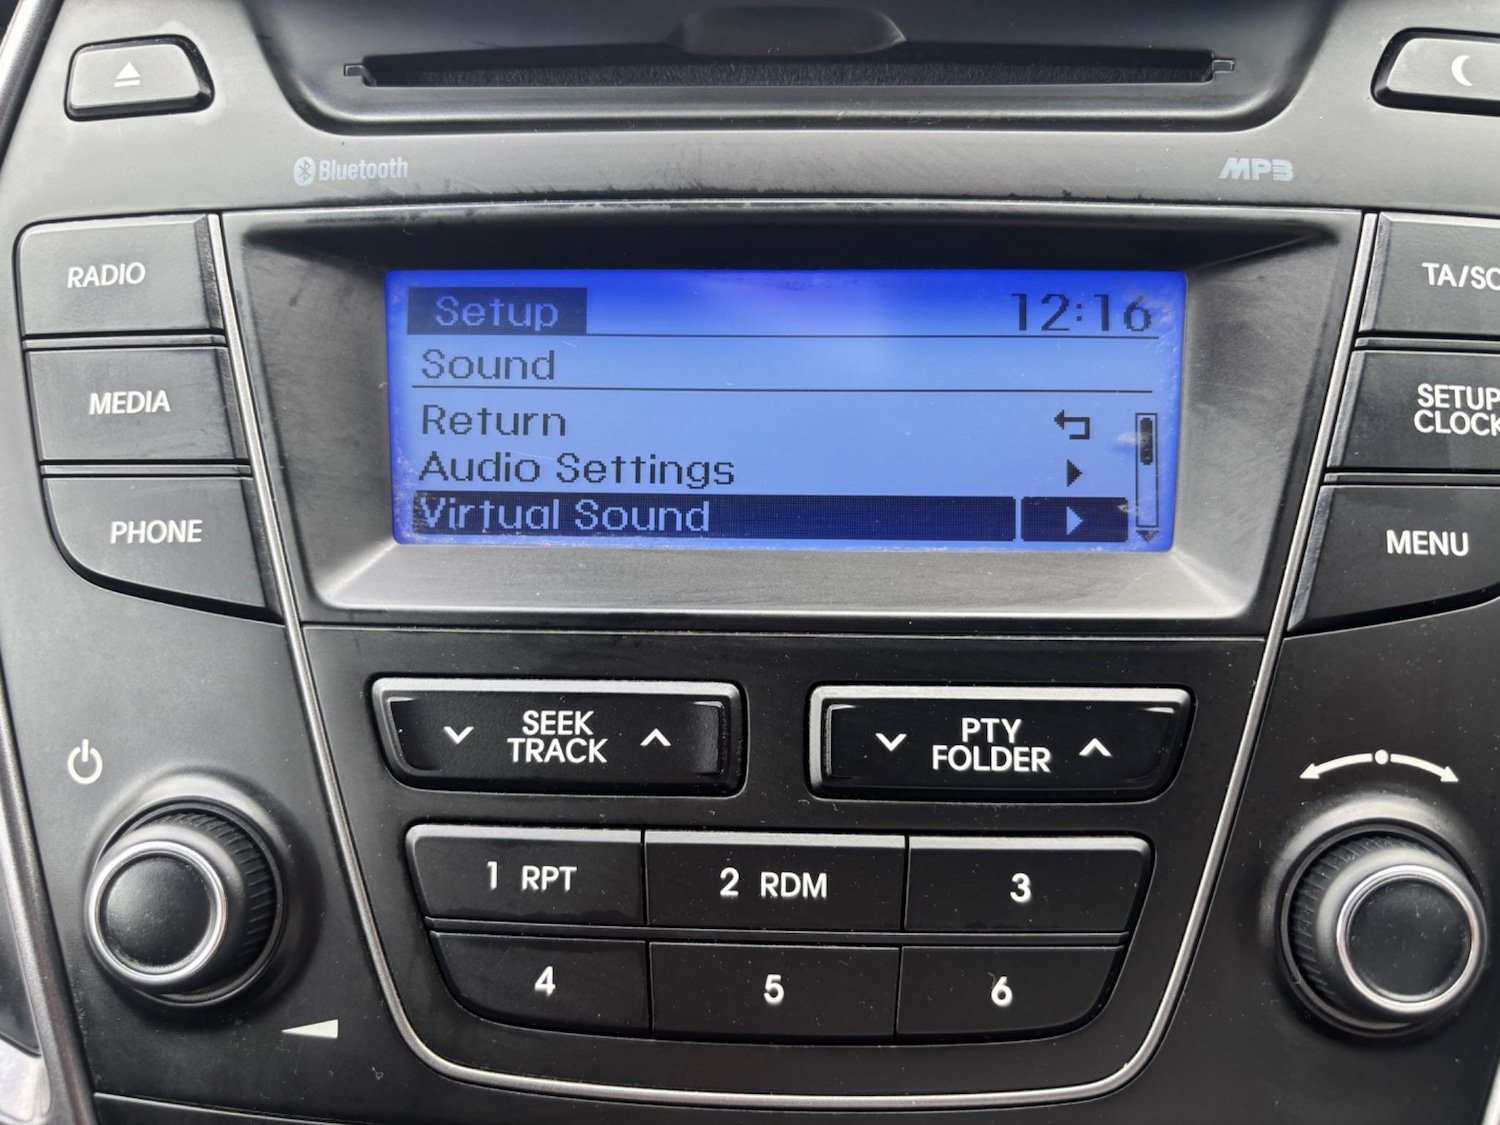 Bluetooth
MP3
RADIO
MEDIA
PHONE
Setup 12:16
Sound
Return
Audio Settings
Virtual Sound
SETUP
CLOCK
MENU
SEEK
TRACK
PTY
FOLDER
1 RPT
2 RDM
3
4
5
6